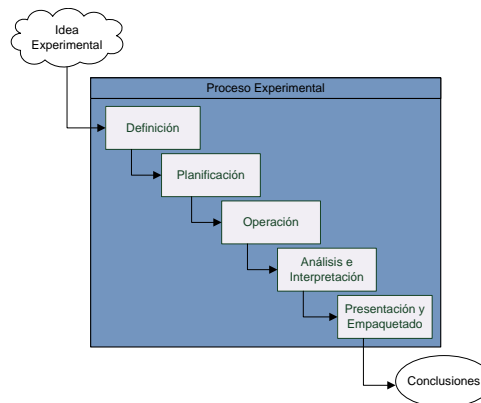 Idea
Experimental
Proceso Experimental
Definición
Planificación
Operación
Análisis e
Interpretación
Presentación y
Empaquetado
Conclusiones